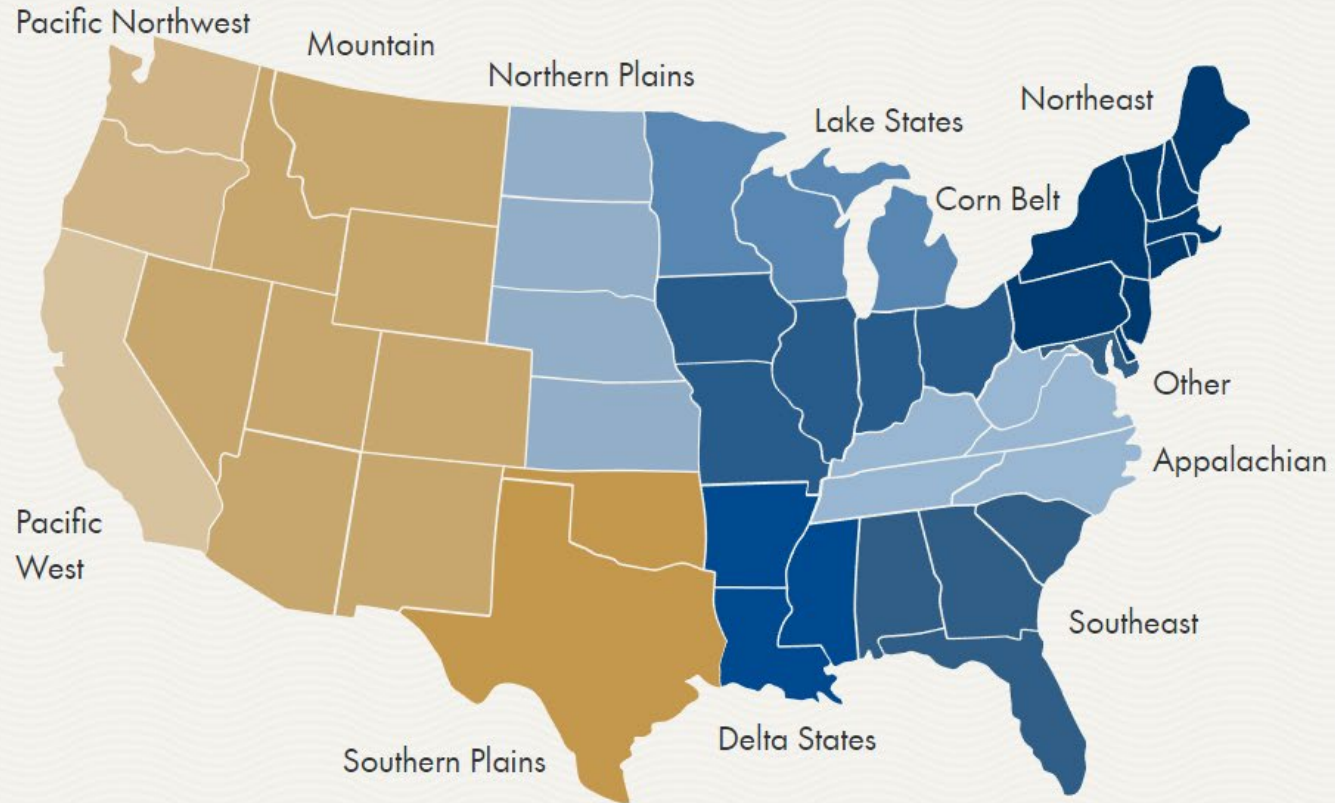 Pacific Northwest
Mountain
Northern Plains
Lake States
Northeast
Corn Belt
Other
Appalachian
Pacific
West
Southeast
Delta States
Southern Plains